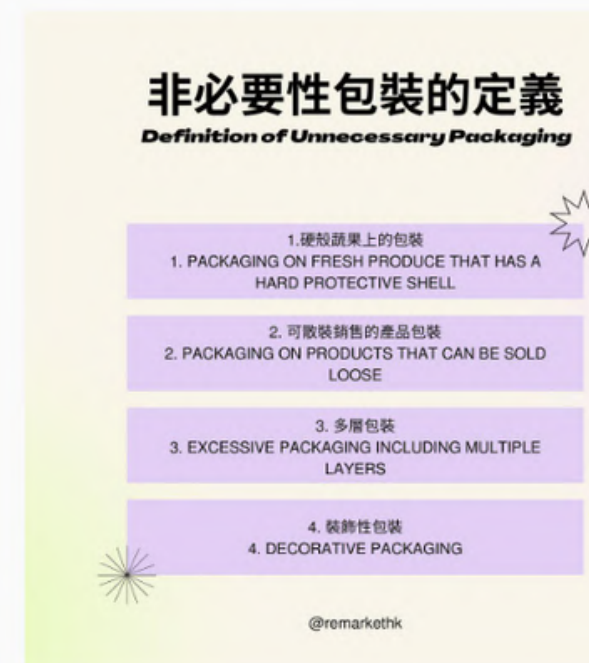 非必要性包裝的定義
Definition of Unnecessary Packaging
1.硬殼蔬果上的包裝
1. PACKAGING ON FRESH PRODUCE THAT HAS A
HARD PROTECTIVE SHELL
2. 可散裝銷售的產品包裝
2. PACKAGING ON PRODUCTS THAT CAN BE SOLD
LOOSE
3. 多層包裝
3. EXCESSIVE PACKAGING INCLUDING MULTIPLE
LAYERS
4. 裝飾性包裝
4. DECORATIVE PACKAGING
@remarkethk